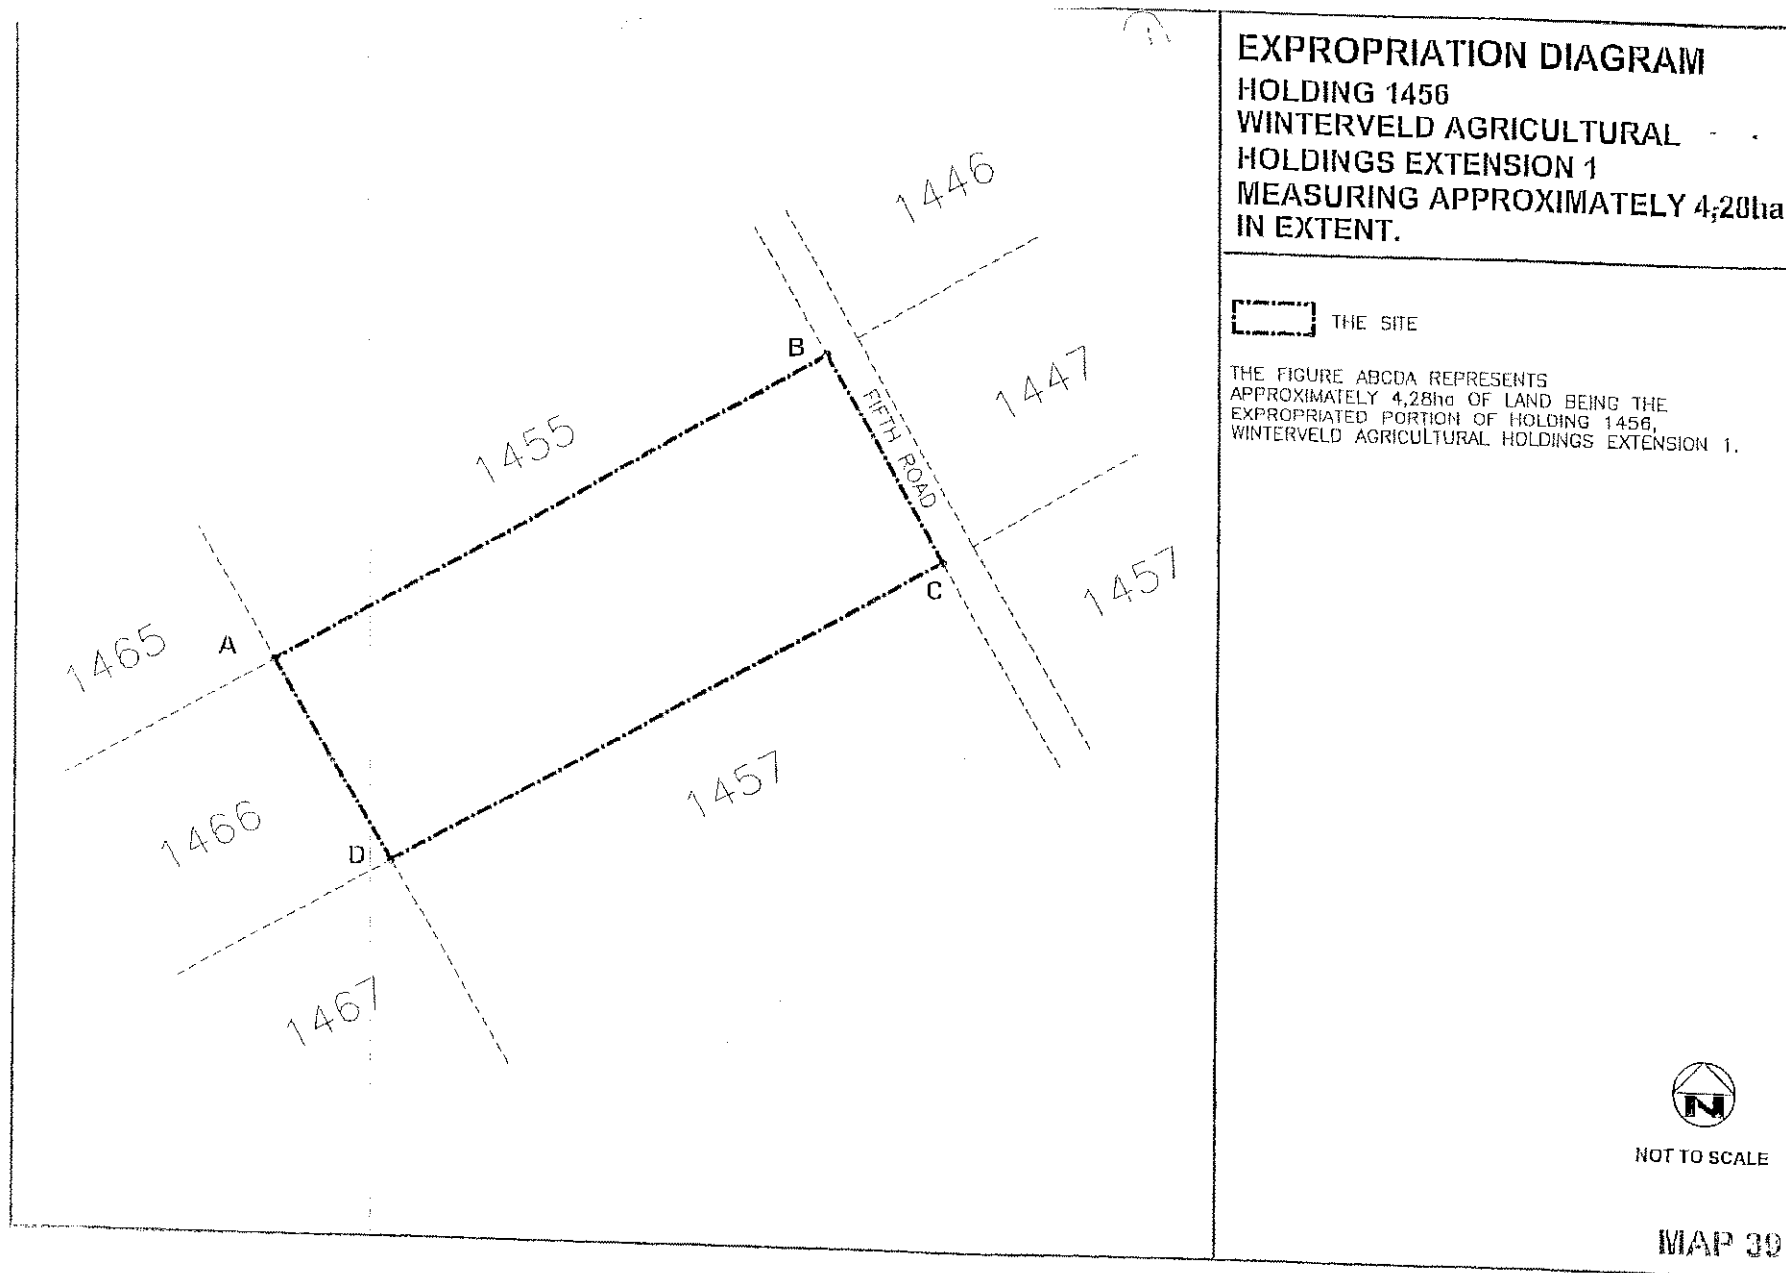 EXPROPRIATION DIAGRAM
HOLDING 1456
WINTERVELD AGRICULTURAL
HOLDINGS EXTENSION 1
MEASURING APPROXIMATELY 4,28ha
IN EXTENT.
THE SITE
THE FIGURE ABCDA REPRESENTS
APPROXIMATELY 4,28ha OF LAND BEING THE
EXPROPRIATED PORTION OF HOLDING 1456,
WINTERVELD AGRICULTURAL HOLDINGS EXTENSION 1.
1446
B
1447
FIFTH ROAD
1455
C
1457
1465
A
1457
1466
D
1467
N
NOT TO SCALE
MAP 39